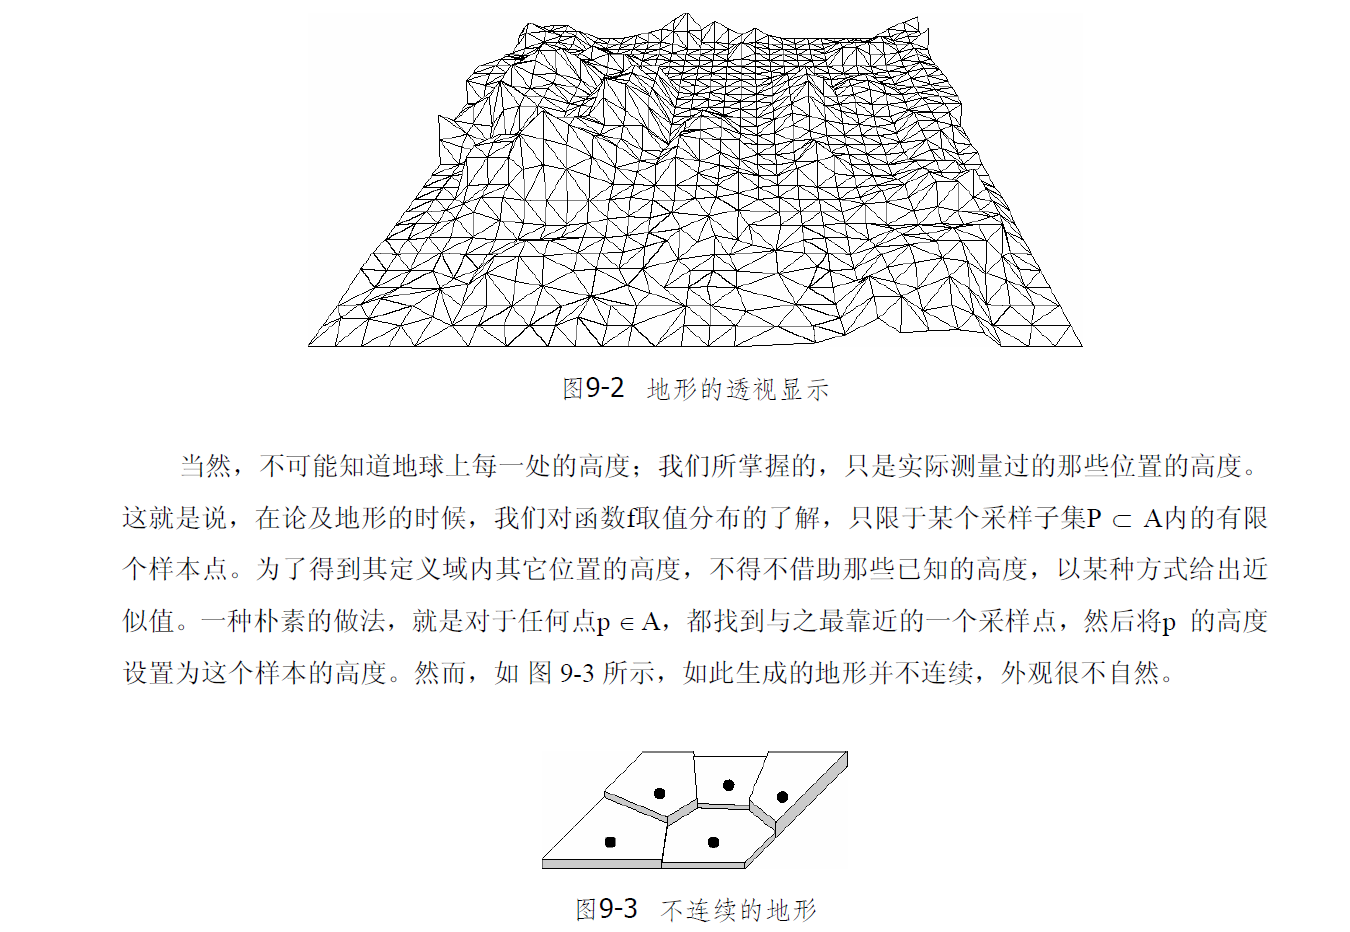 图9-2 地形的透视显示
当然，不可能知道地球上每一处的高度；我们所掌握的，只是实际测量过的那些位置的高度。
这就是说，在论及地形的时候，我们对函数f取值分布的了解，只限于某个采样子集P ⊂ A内的有限
个样本点。为了得到其定义域内其它位置的高度，不得不借助那些已知的高度，以某种方式给出近
似值。一种朴素的做法，就是对于任何点p ∈ A，都找到与之最靠近的一个采样点，然后将p 的高度
设置为这个样本的高度。然而，如 图 9-3 所示，如此生成的地形并不连续，外观很不自然。
图9-3 不连续的地形